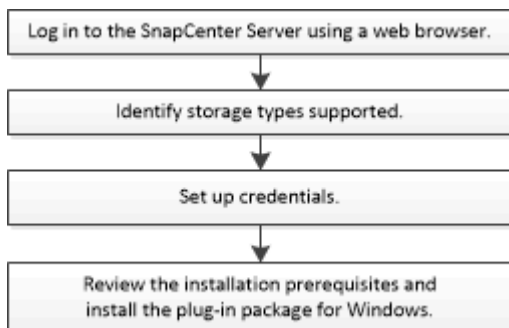 Log in to the SnapCenter Server using a web browser.
Identify storage types supported.
Set up credentials.
Review the installation prerequisites and
install the plug-in package for Windows.